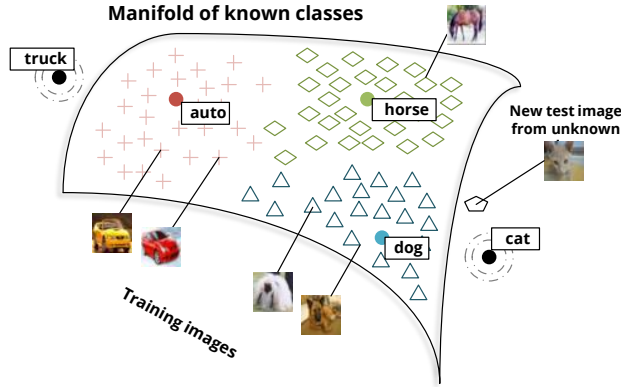 Manifold of known classes
truck
auto
horse
New test image
from unknown
cat
dog
Training images